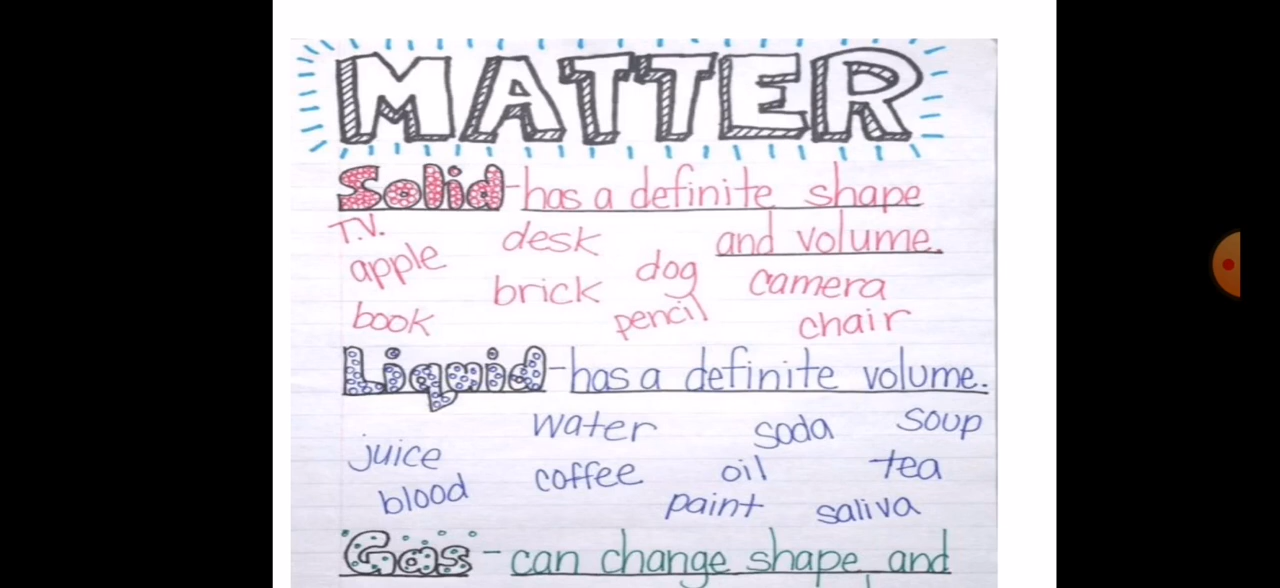 MATTER
Solid - has a definite shape
and volume.
T.V.
desk
apple
dog
camera
brick
book
pencil
chair
Liquid - has a definite volume.
water
soda
soup
juice
coffee
oil
tea
blood
paint
saliva
Gas - can change shape and